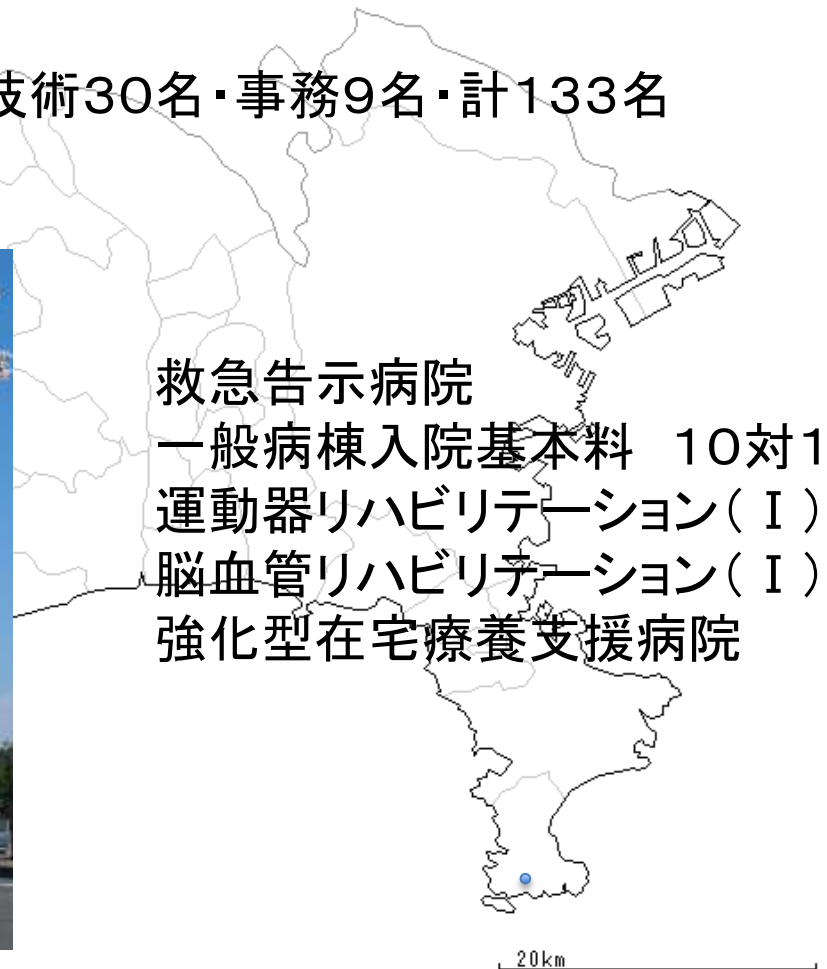 技術30名・事務9名・計133名
救急告示病院
一般病棟入院基本料　10対1
運動器リハビリテーション(Ⅰ)
脳血管リハビリテーション(Ⅰ)
強化型在宅療養支援病院
20km